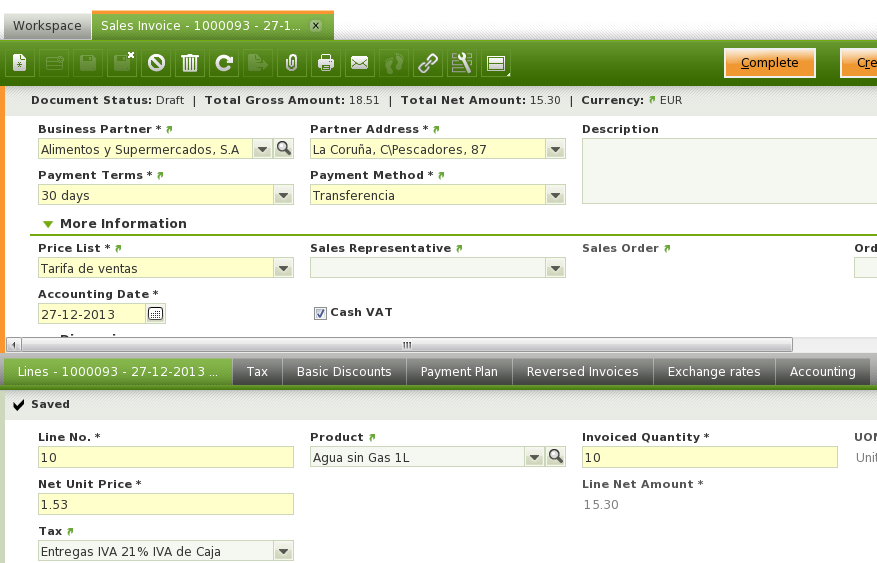 Workspace Sales Invoice - 1000093 - 27-1... x
Complete Cre
Document Status: Draft | Total Gross Amount: 18.51 | Total Net Amount: 15.30 | Currency: EUR
Business Partner * Partner Address * Description
Alimentos y Supermercados, S.A La Coruña, C\Pescadores, 87
Payment Terms * Payment Method *
30 days Transferencia
More Information
Price List * Sales Representative Sales Order Ord
Tarifa de ventas
Accounting Date *
27-12-2013 Cash VAT
Lines - 1000093 - 27-12-2013 ... Tax Basic Discounts Payment Plan Reversed Invoices Exchange rates Accounting
Saved
Line No. * Product Invoiced Quantity * UOM
10 Agua sin Gas 1L 10 Unit
Net Unit Price * Line Net Amount *
1.53 15.30
Tax
Entregas IVA 21% IVA de Caja